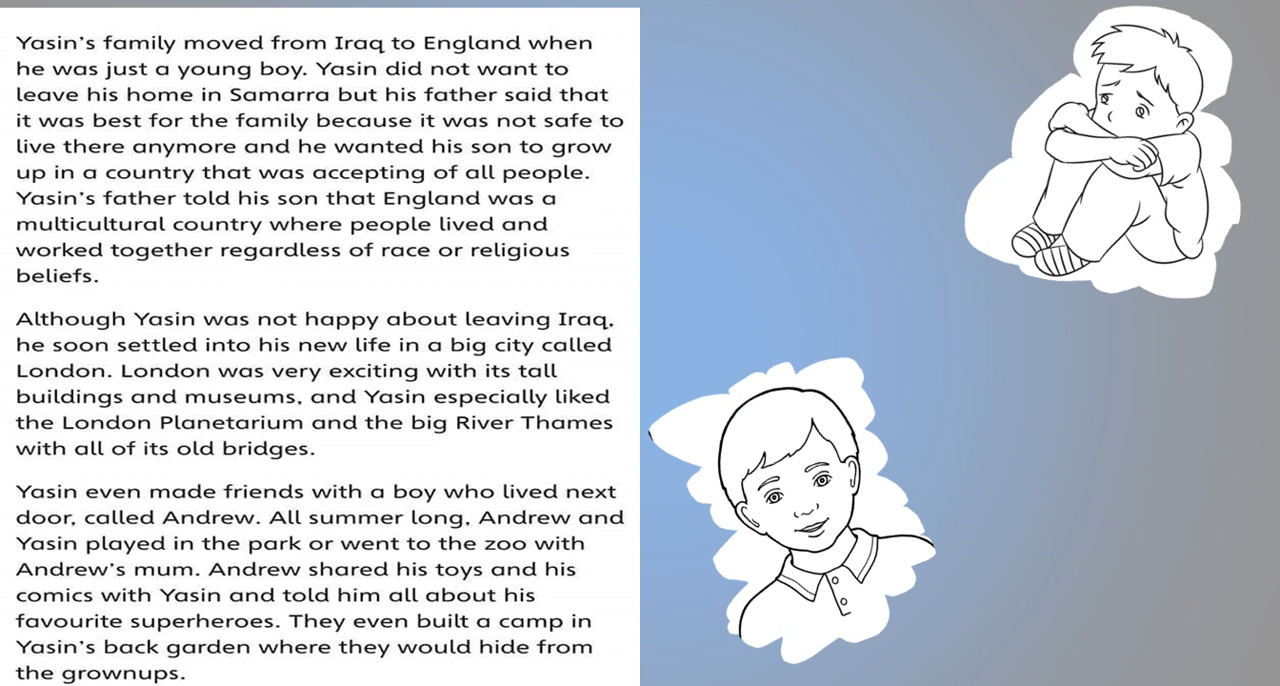 Yasin's family moved from Iraq to England when
he was just a young boy. Yasin did not want to
leave his home in Samarra but his father said that
it was best for the family because it was not safe to
live there anymore and he wanted his son to grow
up in a country that was accepting of all people.
Yasin's father told his son that England was a
multicultural country where people lived and
worked together regardless of race or religious
beliefs.
Although Yasin was not happy about leaving Iraq,
he soon settled into his new life in a big city called
London. London was very exciting with its tall
buildings and museums, and Yasin especially liked
the London Planetarium and the big River Thames
with all of its old bridges.
Yasin even made friends with a boy who lived next
door, called Andrew. All summer long, Andrew and
Yasin played in the park or went to the zoo with
Andrew's mum. Andrew shared his toys and his
comics with Yasin and told him all about his
favourite superheroes. They even built a camp in
Yasin's back garden where they would hide from
the grownups.